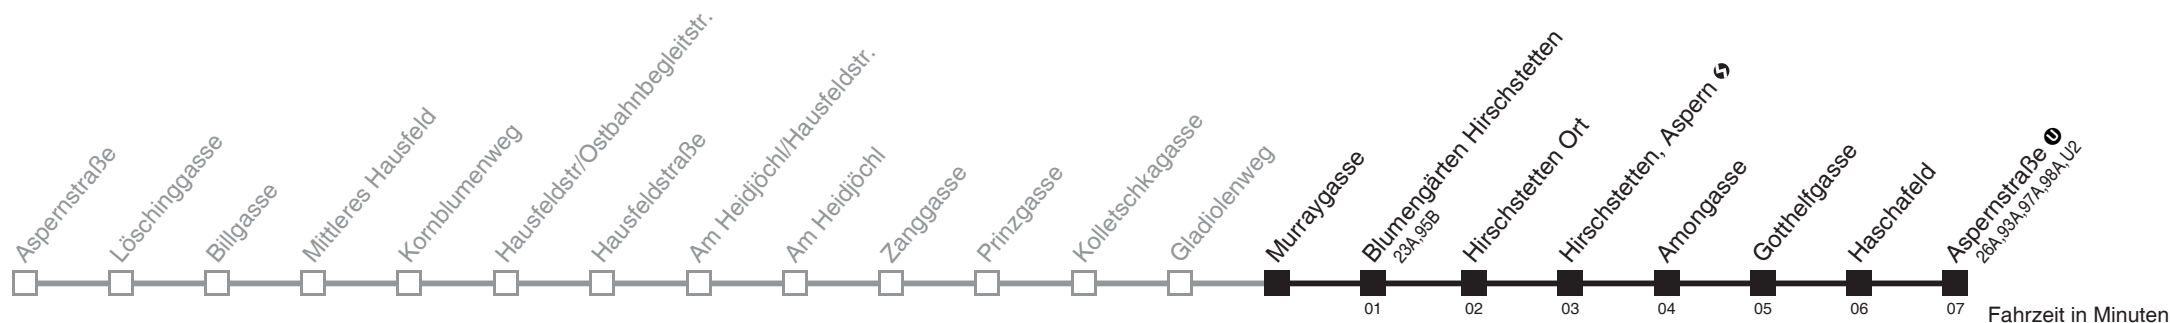 Aspernstraße
Löschinggasse
Billgasse
Mittleres Hausfeld
Kornblumenweg
Hausfeldstr/Ostbahnbegleitstr.
Hausfeldstraße
Am Heidjöchl/Hausfeldstr.
Am Heidjöchl
Zanggasse
Prinzgasse
Kolletschkagasse
Gladiolenweg
Murraygasse
Blumengärten Hirschstetten
23A,95B
Hirschstetten Ort
Hirschstetten, Aspern S
Amongasse
Gotthelfgasse
Haschafeld
Aspernstraße U
26A,93A,97A,98A,U2
01 02 03 04 05 06 07
Fahrzeit in Minuten